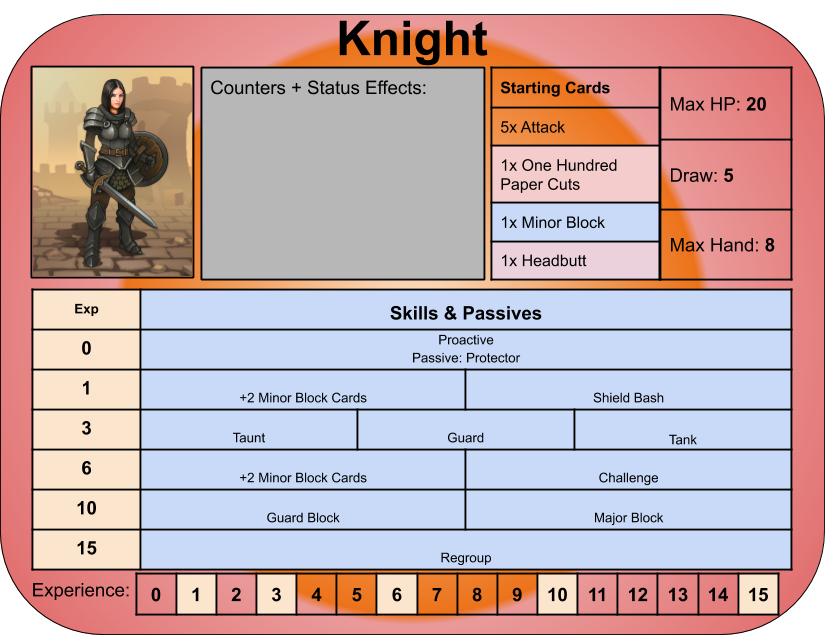 Knight
Counters + Status Effects:
Starting Cards
5x Attack
1x One Hundred
Paper Cuts
1x Minor Block
1x Headbutt
Max HP: 20
Draw: 5
Max Hand: 8
Exp
Skills & Passives
0
Proactive
Passive: Protector
1
+2 Minor Block Cards
Shield Bash
3
Taunt
Guard
Tank
6
+2 Minor Block Cards
Challenge
10
Guard Block
Major Block
15
Regroup
Experience: 0 1 2 3 4 5 6 7 8 9 10 11 12 13 14 15